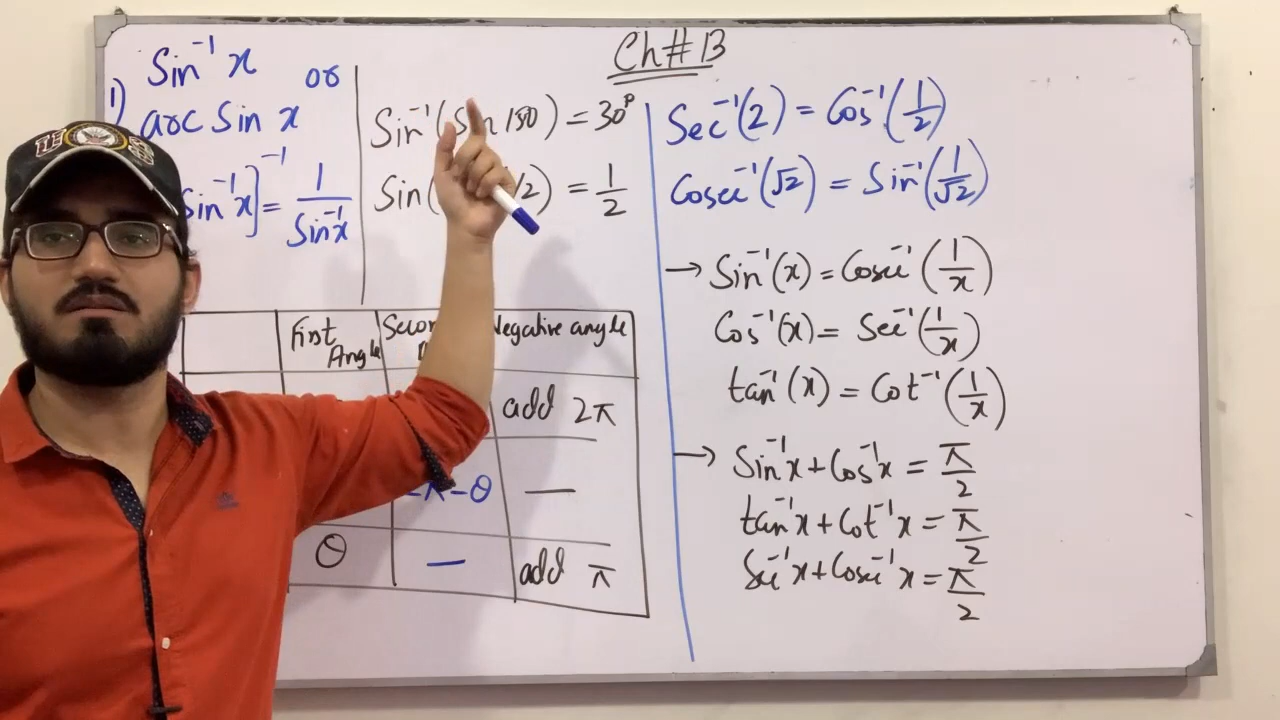 Ch#13
Sin⁻¹ x or
1) arc Sin x
Sin⁻¹x]⁻¹ = 1/Sin⁻¹x
Sin⁻¹(Sin 150) = 30°
Sin( /2) = 1/2
Sec⁻¹(2) = Cos⁻¹(1/2)
Cosec⁻¹(√2) = Sin⁻¹(1/√2)
→ Sin⁻¹(x) = Cosec⁻¹(1/x)
Cos⁻¹(x) = Sec⁻¹(1/x)
tan⁻¹(x) = Cot⁻¹(1/x)
→ Sin⁻¹x + Cos⁻¹x = π/2
tan⁻¹x + Cot⁻¹x = π/2
Sec⁻¹x + Cosec⁻¹x = π/2
First Angle
Negative angle
add 2π
-π-θ —
θ — add π